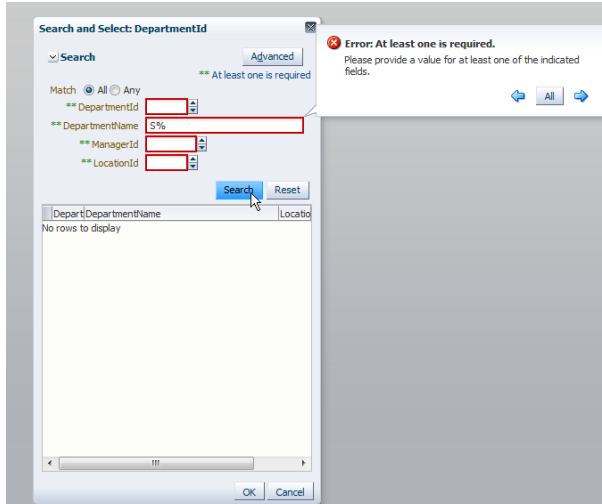 Search and Select: DepartmentId
Search
Advanced
** At least one is required
Match All Any
** DepartmentId
** DepartmentName S%
** ManagerId
** LocationId
Search Reset
Depart DepartmentName Locatio
No rows to display
OK Cancel
Error: At least one is required.
Please provide a value for at least one of the indicated
fields.
All